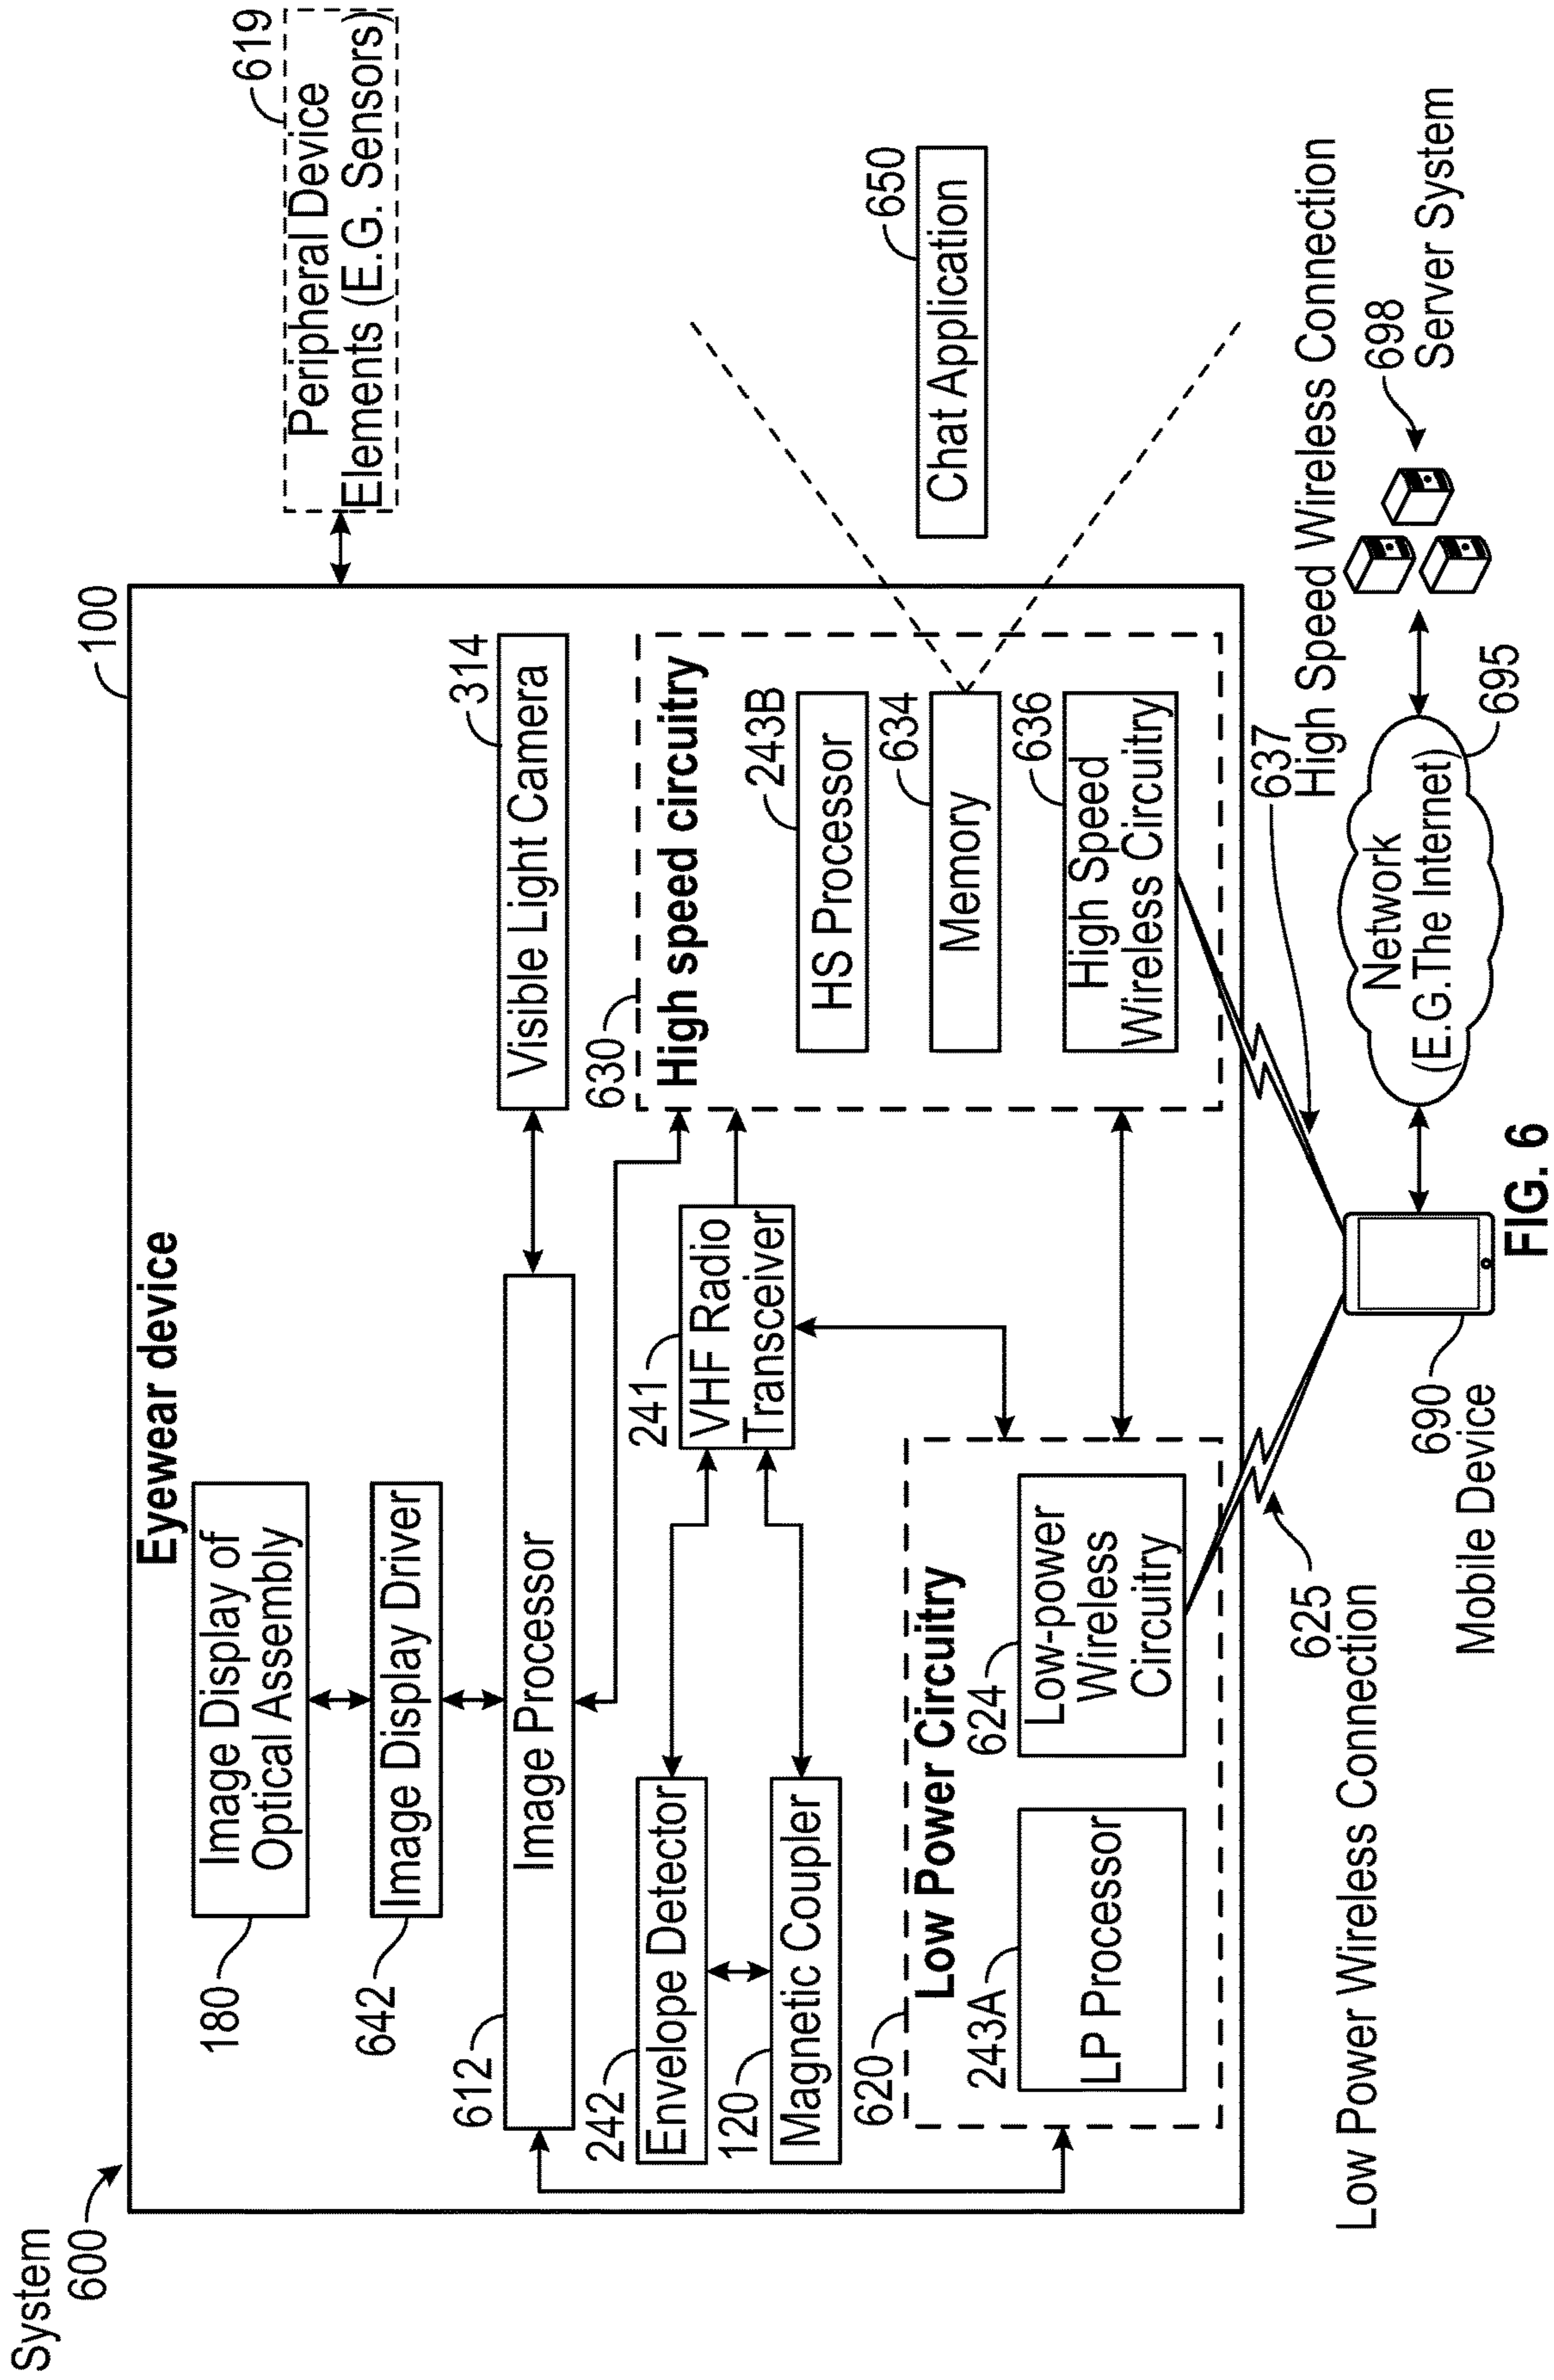 System
600
Eyewear device
100
Image Display of
Optical Assembly
180
Image Display Driver
642
Image Processor
612
Visible Light Camera
314
Peripheral Device
Elements (E.G. Sensors)
619
Envelope Detector
242
Magnetic Coupler
120
241
VHF Radio
Transceiver
630
High speed circuitry
HS Processor
243B
Memory
634
High Speed
Wireless Circuitry
636
Chat Application
650
620
Low Power Circuitry
243A
LP Processor
624
Low-power
Wireless
Circuitry
625
Low Power Wireless Connection
637
High Speed Wireless Connection
690
Mobile Device
Network
(E.G.The Internet)
695
698
Server System
FIG. 6